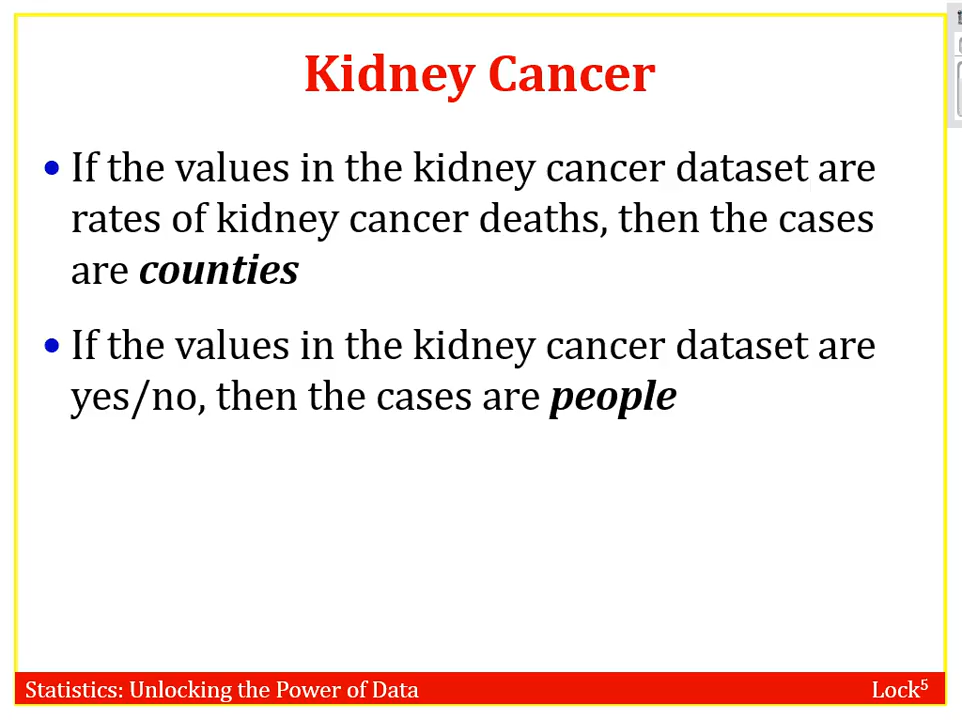 Kidney Cancer
• If the values in the kidney cancer dataset are
rates of kidney cancer deaths, then the cases
are counties
• If the values in the kidney cancer dataset are
yes/no, then the cases are people
Statistics: Unlocking the Power of Data
Lock⁵